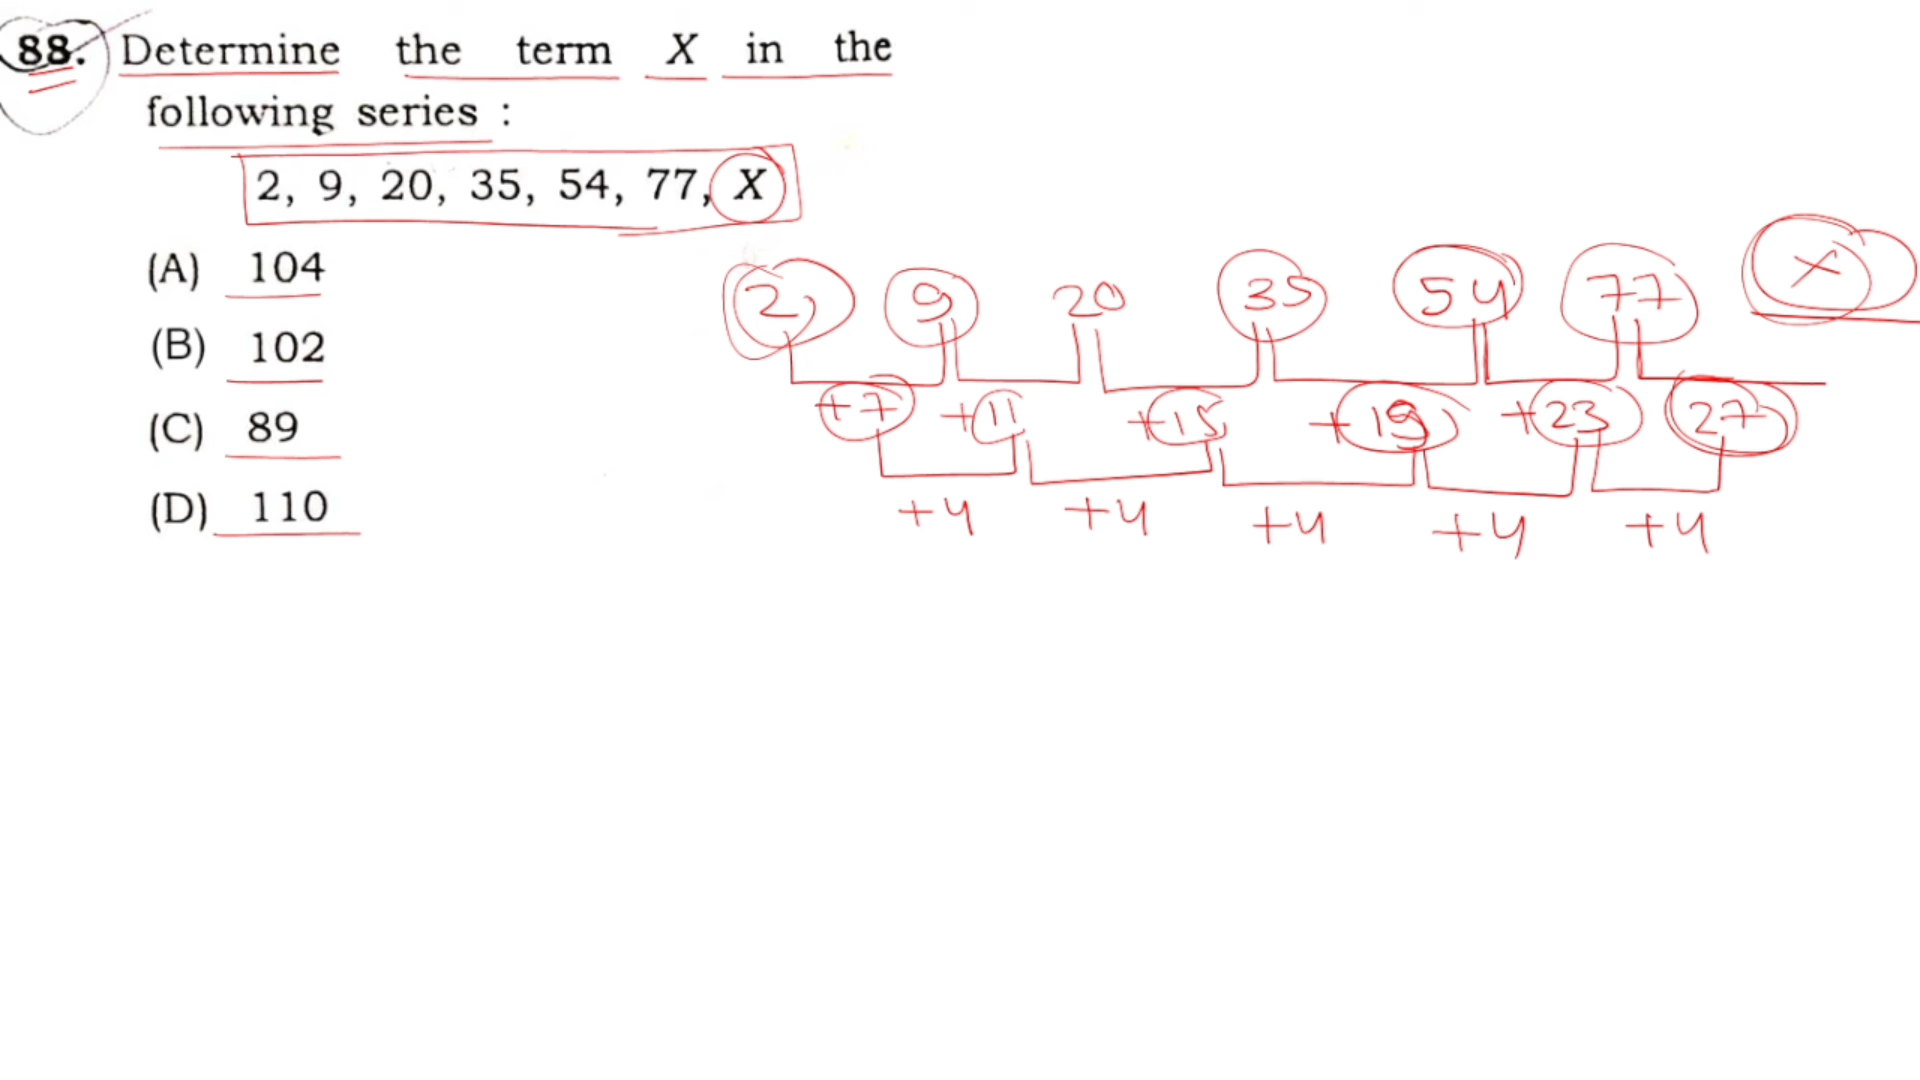 88. Determine the term X in the
following series :
2, 9, 20, 35, 54, 77, X
(A) 104
(B) 102
(C) 89
(D) 110
2, 9 20 35 54 77 X
+7 +11 +15 +19 +23 27
+4 +4 +4 +4 +4